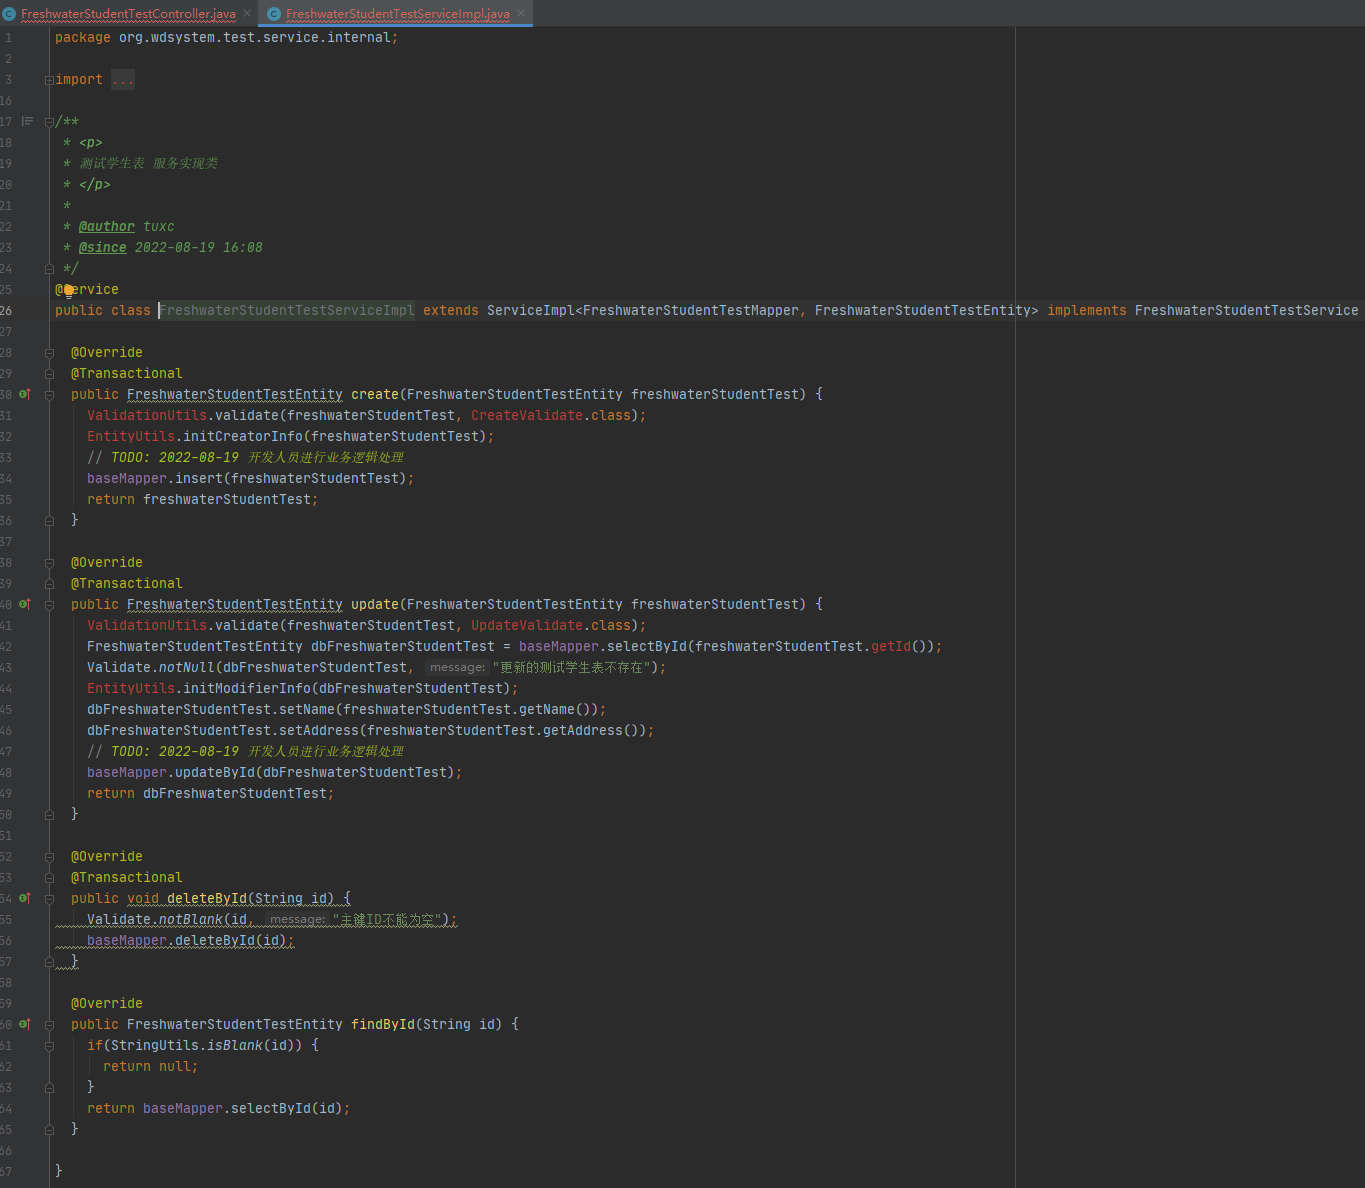 FreshwaterStudentTestController.java
FreshwaterStudentTestServiceImpl.java
1 package org.wdsystem.test.service.internal;
2
3 import ...
16
17 /**
18 * <p>
19 * 测试学生表 服务实现类
20 * </p>
21 *
22 * @author tuxc
23 * @since 2022-08-19 16:08
24 */
25 @Service
26 public class FreshwaterStudentTestServiceImpl extends ServiceImpl<FreshwaterStudentTestMapper, FreshwaterStudentTestEntity> implements FreshwaterStudentTestService
27
28 @Override
29 @Transactional
30 public FreshwaterStudentTestEntity create(FreshwaterStudentTestEntity freshwaterStudentTest) {
31 ValidationUtils.validate(freshwaterStudentTest, CreateValidate.class);
32 EntityUtils.initCreatorInfo(freshwaterStudentTest);
33 // TODO: 2022-08-19 开发人员进行业务逻辑处理
34 baseMapper.insert(freshwaterStudentTest);
35 return freshwaterStudentTest;
36 }
37
38 @Override
39 @Transactional
40 public FreshwaterStudentTestEntity update(FreshwaterStudentTestEntity freshwaterStudentTest) {
41 ValidationUtils.validate(freshwaterStudentTest, UpdateValidate.class);
42 FreshwaterStudentTestEntity dbFreshwaterStudentTest = baseMapper.selectById(freshwaterStudentTest.getId());
43 Validate.notNull(dbFreshwaterStudentTest, message: "更新的测试学生表不存在");
44 EntityUtils.initModifierInfo(dbFreshwaterStudentTest);
45 dbFreshwaterStudentTest.setName(freshwaterStudentTest.getName());
46 dbFreshwaterStudentTest.setAddress(freshwaterStudentTest.getAddress());
47 // TODO: 2022-08-19 开发人员进行业务逻辑处理
48 baseMapper.updateById(dbFreshwaterStudentTest);
49 return dbFreshwaterStudentTest;
50 }
51
52 @Override
53 @Transactional
54 public void deleteById(String id) {
55 Validate.notBlank(id, message: "主键ID不能为空");
56 baseMapper.deleteById(id);
57 }
58
59 @Override
60 public FreshwaterStudentTestEntity findById(String id) {
61 if(StringUtils.isBlank(id)) {
62 return null;
63 }
64 return baseMapper.selectById(id);
65 }
66
67 }